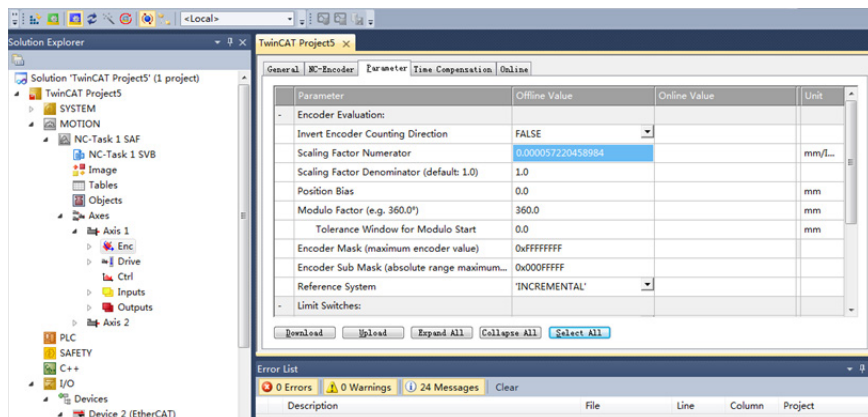 <Local>
Solution Explorer
Solution 'TwinCAT Project5' (1 project)
TwinCAT Project5
SYSTEM
MOTION
NC-Task 1 SAF
NC-Task 1 SVB
Image
Tables
Objects
Axes
Axis 1
Enc
Drive
Ctrl
Inputs
Outputs
Axis 2
PLC
SAFETY
C++
I/O
Devices
Device 2 (EtherCAT)
TwinCAT Project5
General NC-Encoder Parameter Time Compensation Online
Parameter Offline Value Online Value Unit
- Encoder Evaluation:
Invert Encoder Counting Direction FALSE
Scaling Factor Numerator 0.000057220458984 mm/I...
Scaling Factor Denominator (default: 1.0) 1.0
Position Bias 0.0 mm
Modulo Factor (e.g. 360.0°) 360.0 mm
Tolerance Window for Modulo Start 0.0 mm
Encoder Mask (maximum encoder value) 0xFFFFFFFF
Encoder Sub Mask (absolute range maximum... 0x000FFFFF
Reference System 'INCREMENTAL'
- Limit Switches:
Download Upload Expand All Collapse All Select All
Error List
0 Errors 0 Warnings 24 Messages Clear
Description File Line Column Project